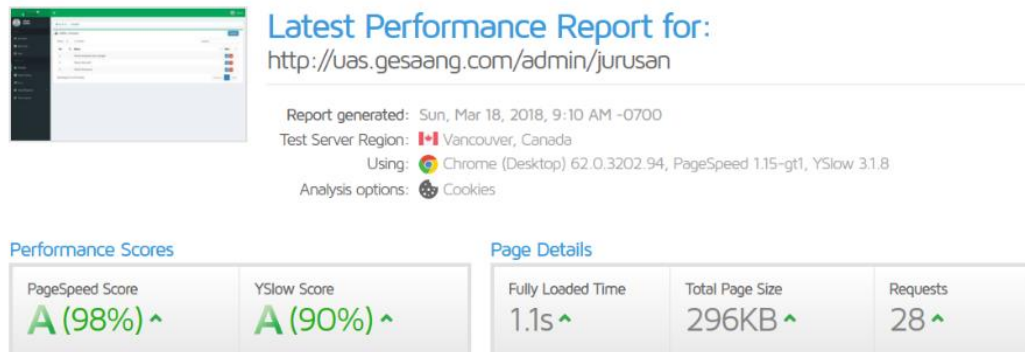 Latest Performance Report for:
http://uas.gesaang.com/admin/jurusan
Report generated: Sun, Mar 18, 2018, 9:10 AM -0700
Test Server Region: Vancouver, Canada
Using: Chrome (Desktop) 62.0.3202.94, PageSpeed 1.15-gt1, YSlow 3.1.8
Analysis options: Cookies
Performance Scores
Page Details
PageSpeed Score
YSlow Score
Fully Loaded Time
Total Page Size
Requests
A (98%)
A (90%)
1.1s
296KB
28